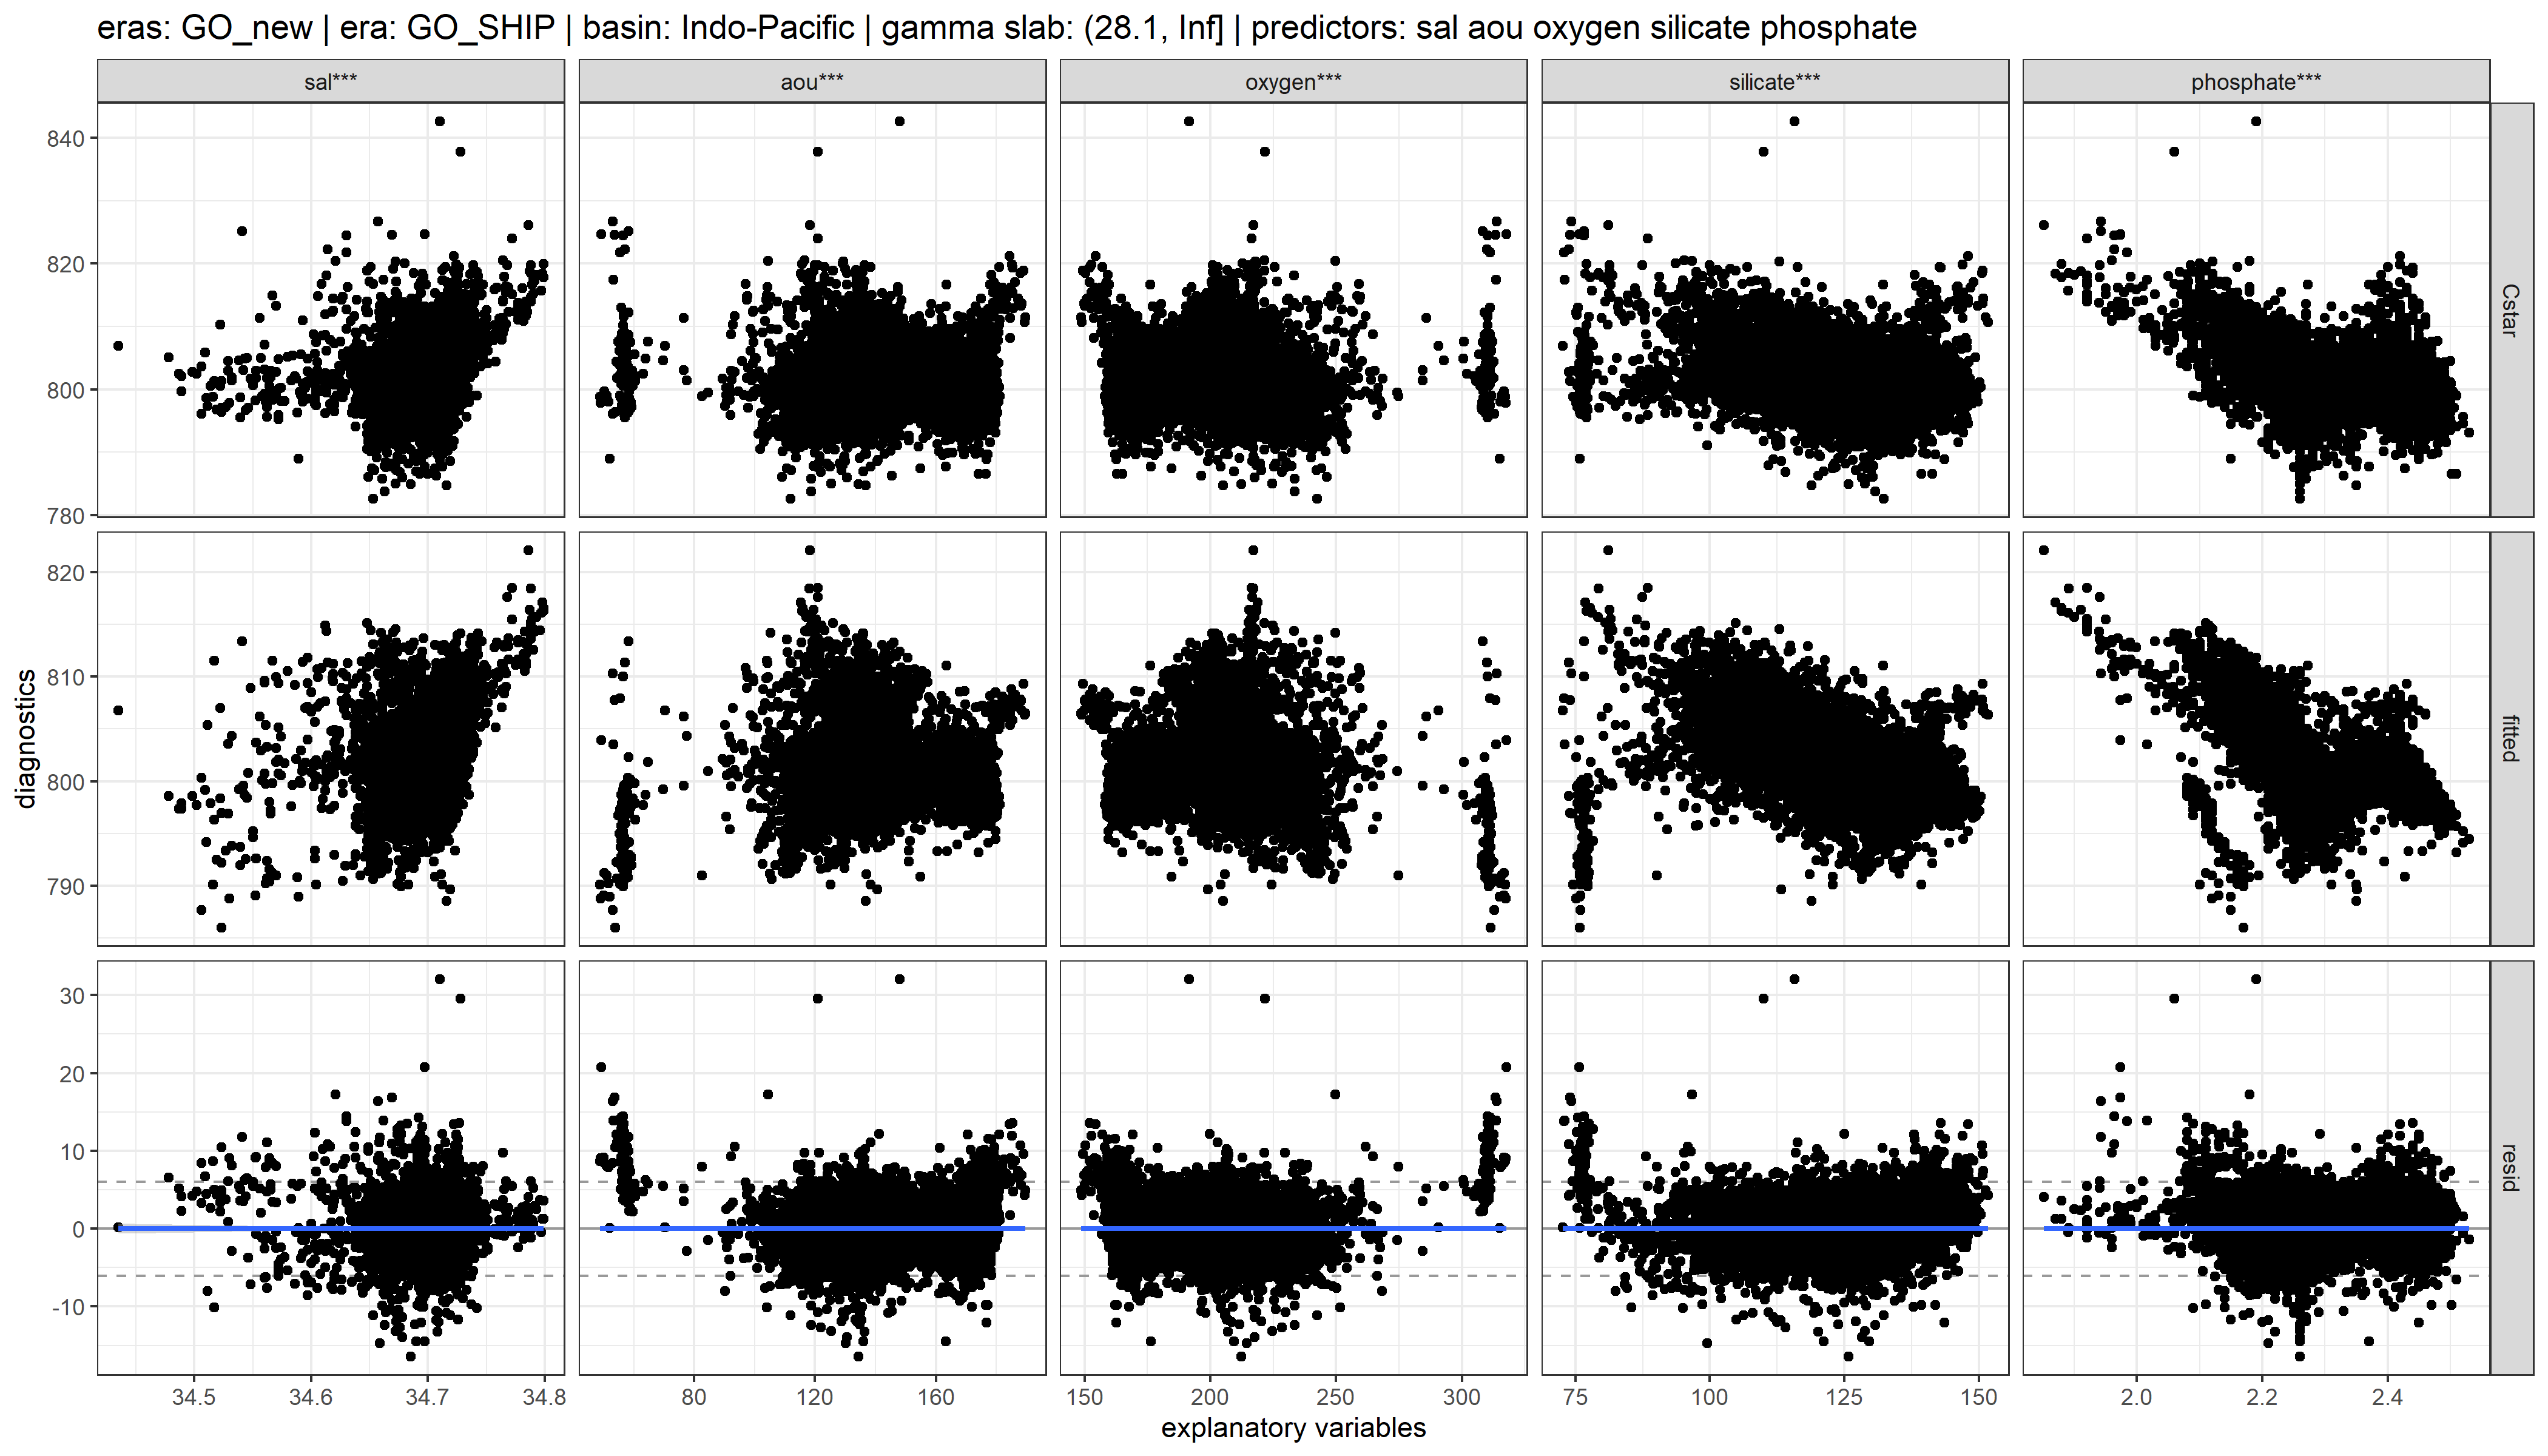 eras: GO_new | era: GO_SHIP | basin: Indo-Pacific | gamma slab: (28.1, Inf] | predictors: sal aou oxygen silicate phosphate
sal*** aou*** oxygen*** silicate*** phosphate***
840
820
800
780
Cstar
820
810
800
790
fitted
diagnostics
30
20
10
0
-10
resid
34.5 34.6 34.7 34.8 80 120 160 150 200 250 300 75 100 125 150 2.0 2.2 2.4
explanatory variables